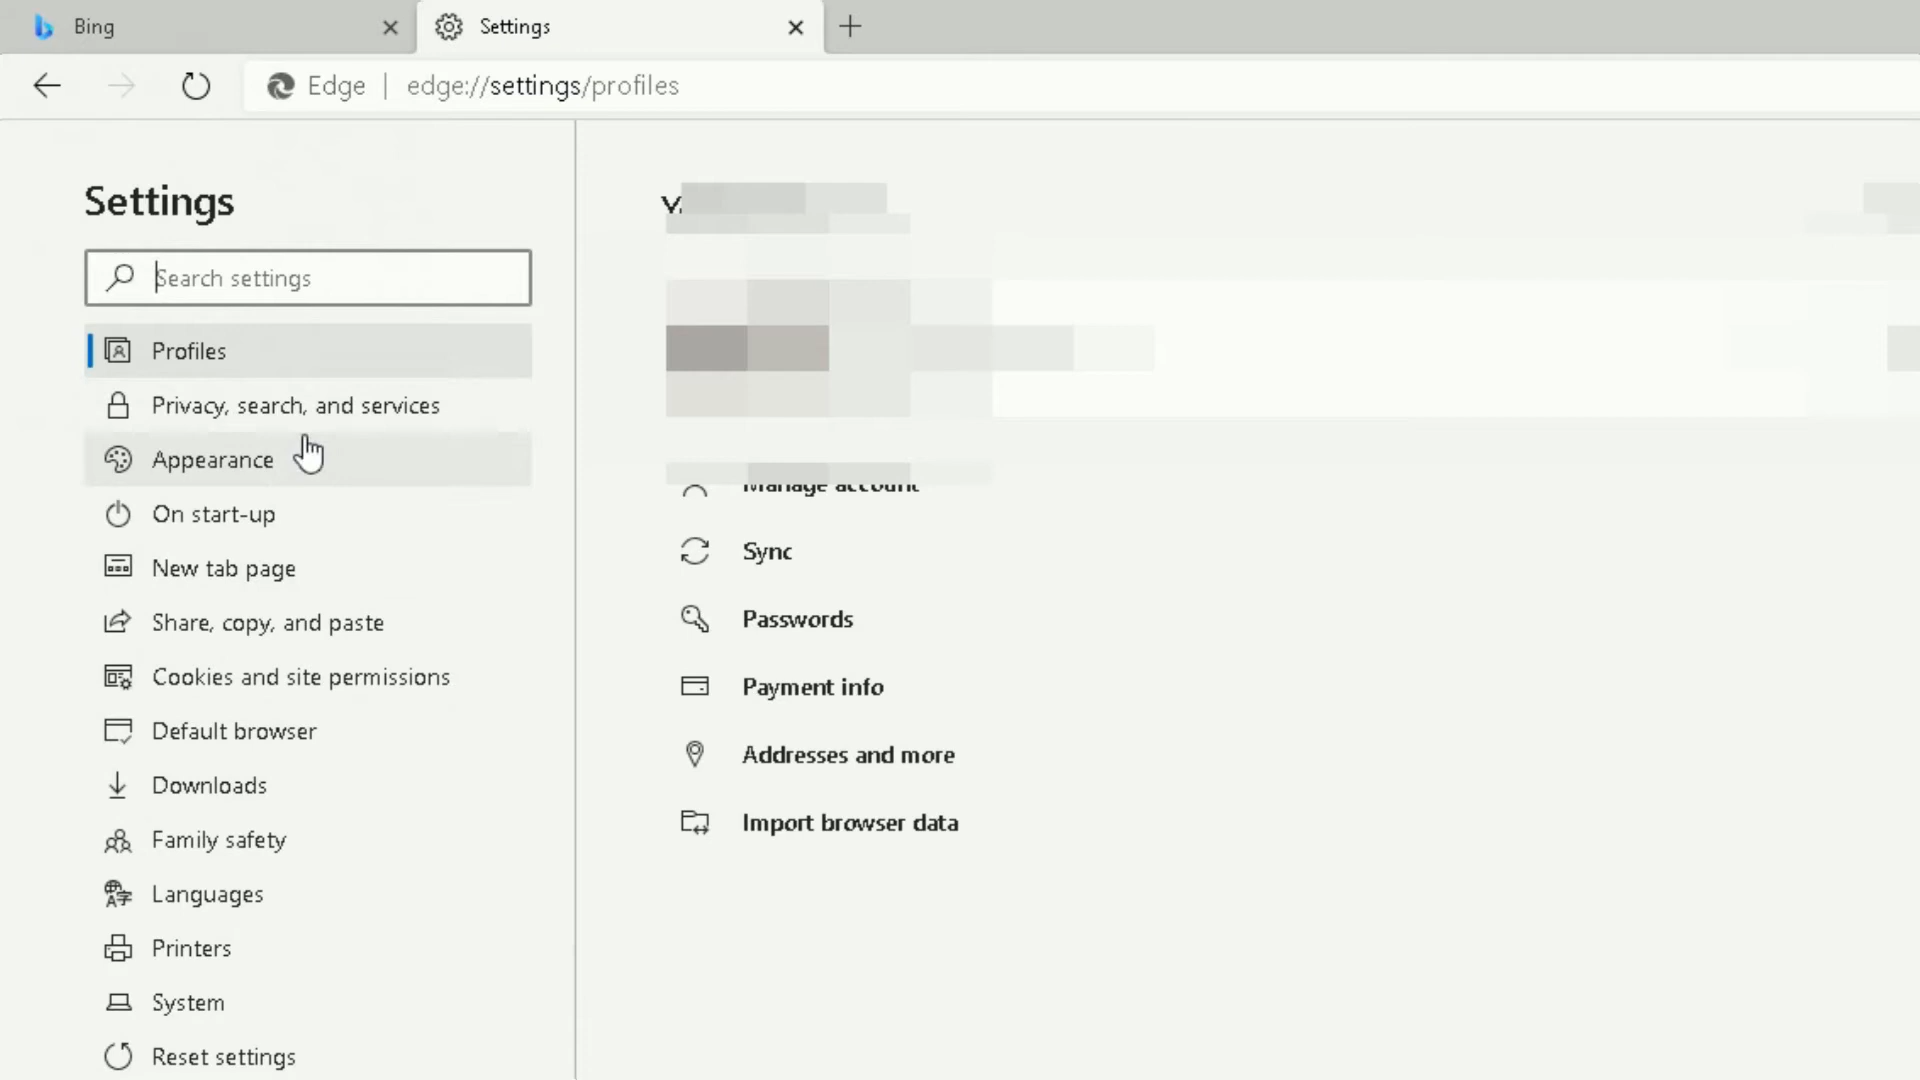 Bing
Settings
Edge
edge://settings/profiles
Settings
Search settings
Profiles
Privacy, search, and services
Appearance
On start-up
New tab page
Share, copy, and paste
Cookies and site permissions
Default browser
Downloads
Family safety
Languages
Printers
System
Reset settings
Manage account
Sync
Passwords
Payment info
Addresses and more
Import browser data